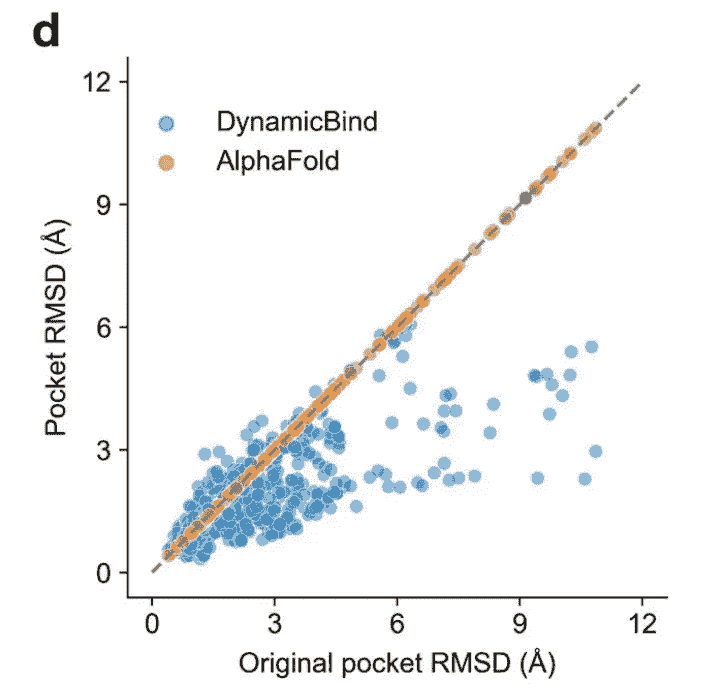 d
12
9
6
3
0
Pocket RMSD (Å)
DynamicBind
AlphaFold
0 3 6 9 12
Original pocket RMSD (Å)